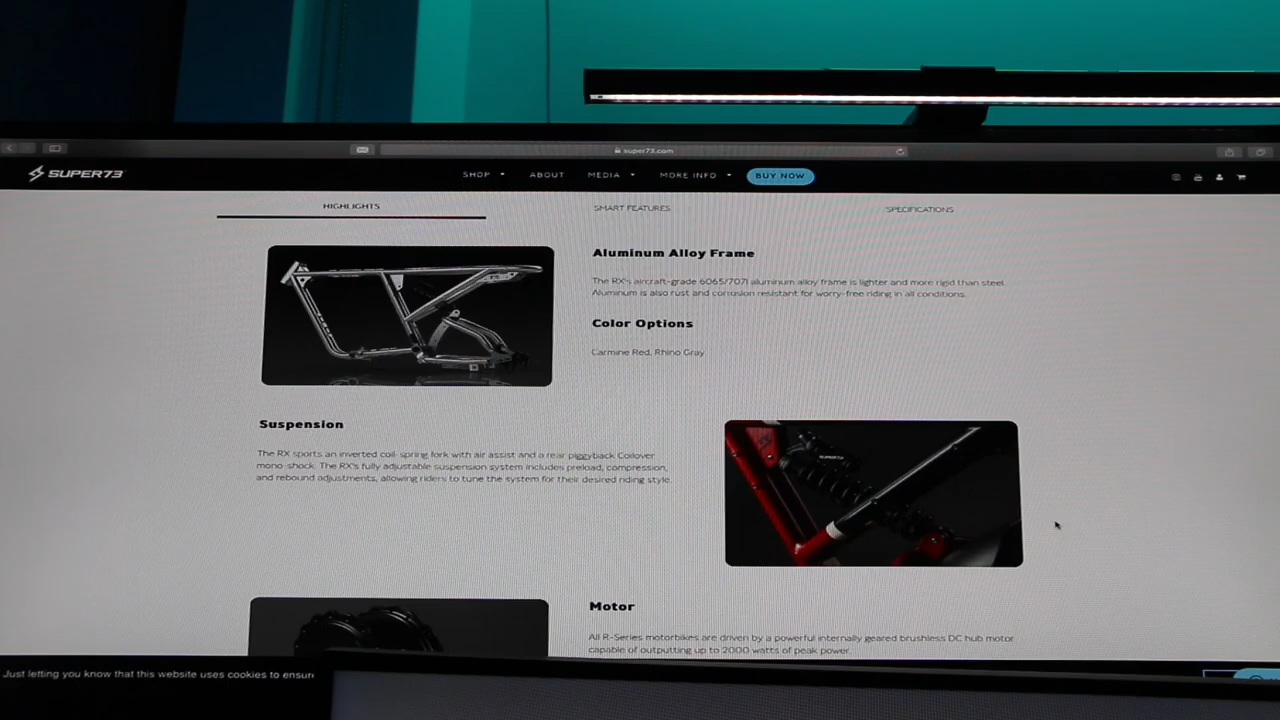 super73.com
SUPER73
SHOP ABOUT MEDIA MORE INFO BUY NOW
HIGHLIGHTS SMART FEATURES SPECIFICATIONS
Aluminum Alloy Frame
The RX's aircraft-grade 6065/7071 aluminum alloy frame is lighter and more rigid than steel.
Aluminum is also rust and corrosion resistant for worry-free riding in all conditions.
Color Options
Carmine Red, Rhino Gray
Suspension
The RX sports an inverted coil-spring fork with air assist and a rear piggyback Coilover
mono-shock. The RX's fully adjustable suspension system includes preload, compression,
and rebound adjustments, allowing riders to tune the system for their desired riding style.
SUPER73
Motor
All R-Series motorbikes are driven by a powerful internally geared brushless DC hub motor
capable of outputting up to 2000 watts of peak power.
Just letting you know that this website uses cookies to ensure